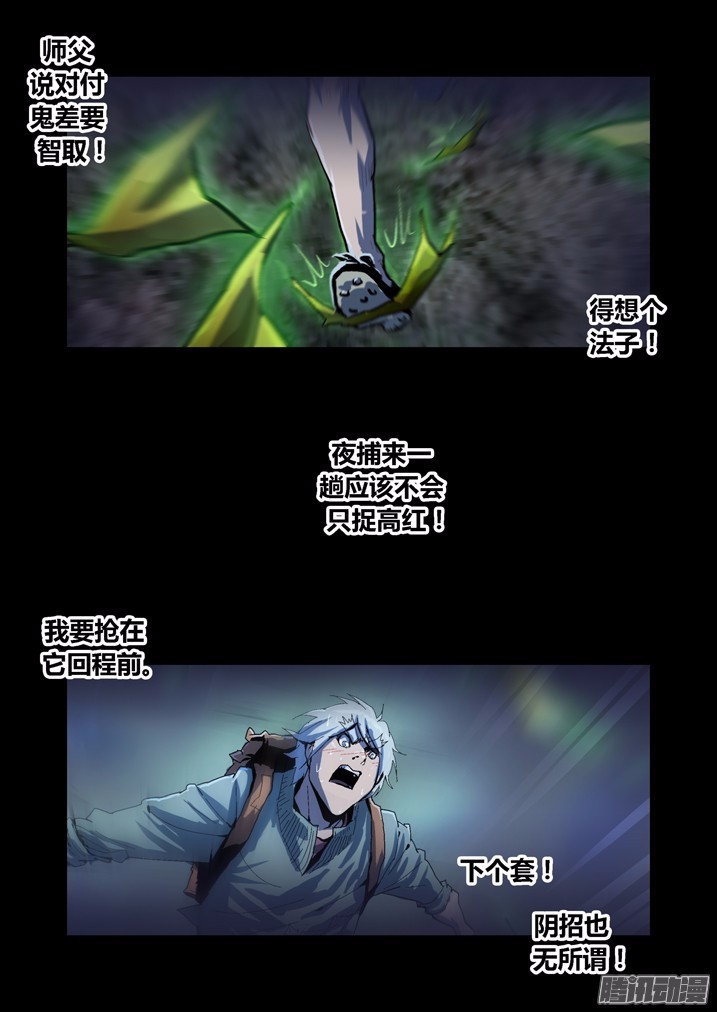 师父
说对付
鬼差要
智取！
得想个
法子！
夜捕来一
趟应该不会
只捉高红！
我要抢在
它回程前。
下个套！
阴招也
无所谓！
腾讯动漫